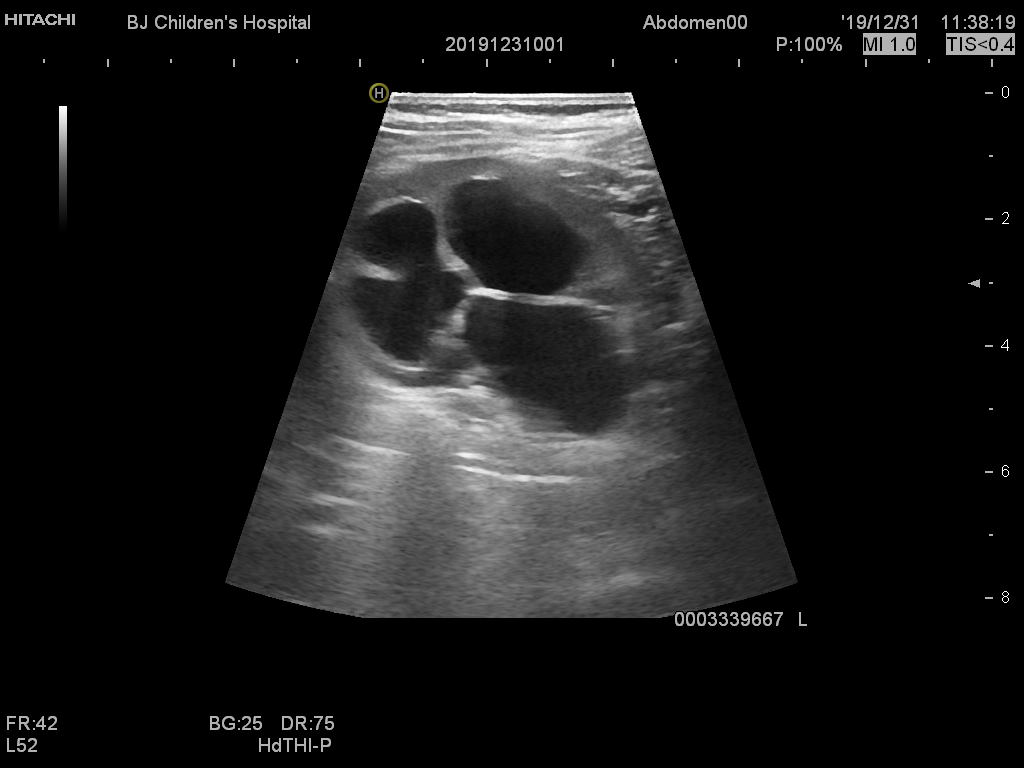 HITACHI BJ Children's Hospital Abdomen00 '19/12/31 11:38:19
20191231001 P:100% MI 1.0 TIS<0.4
H
0
2
4
6
8
0003339667 L
FR:42 BG:25 DR:75
L52 HdTHI-P